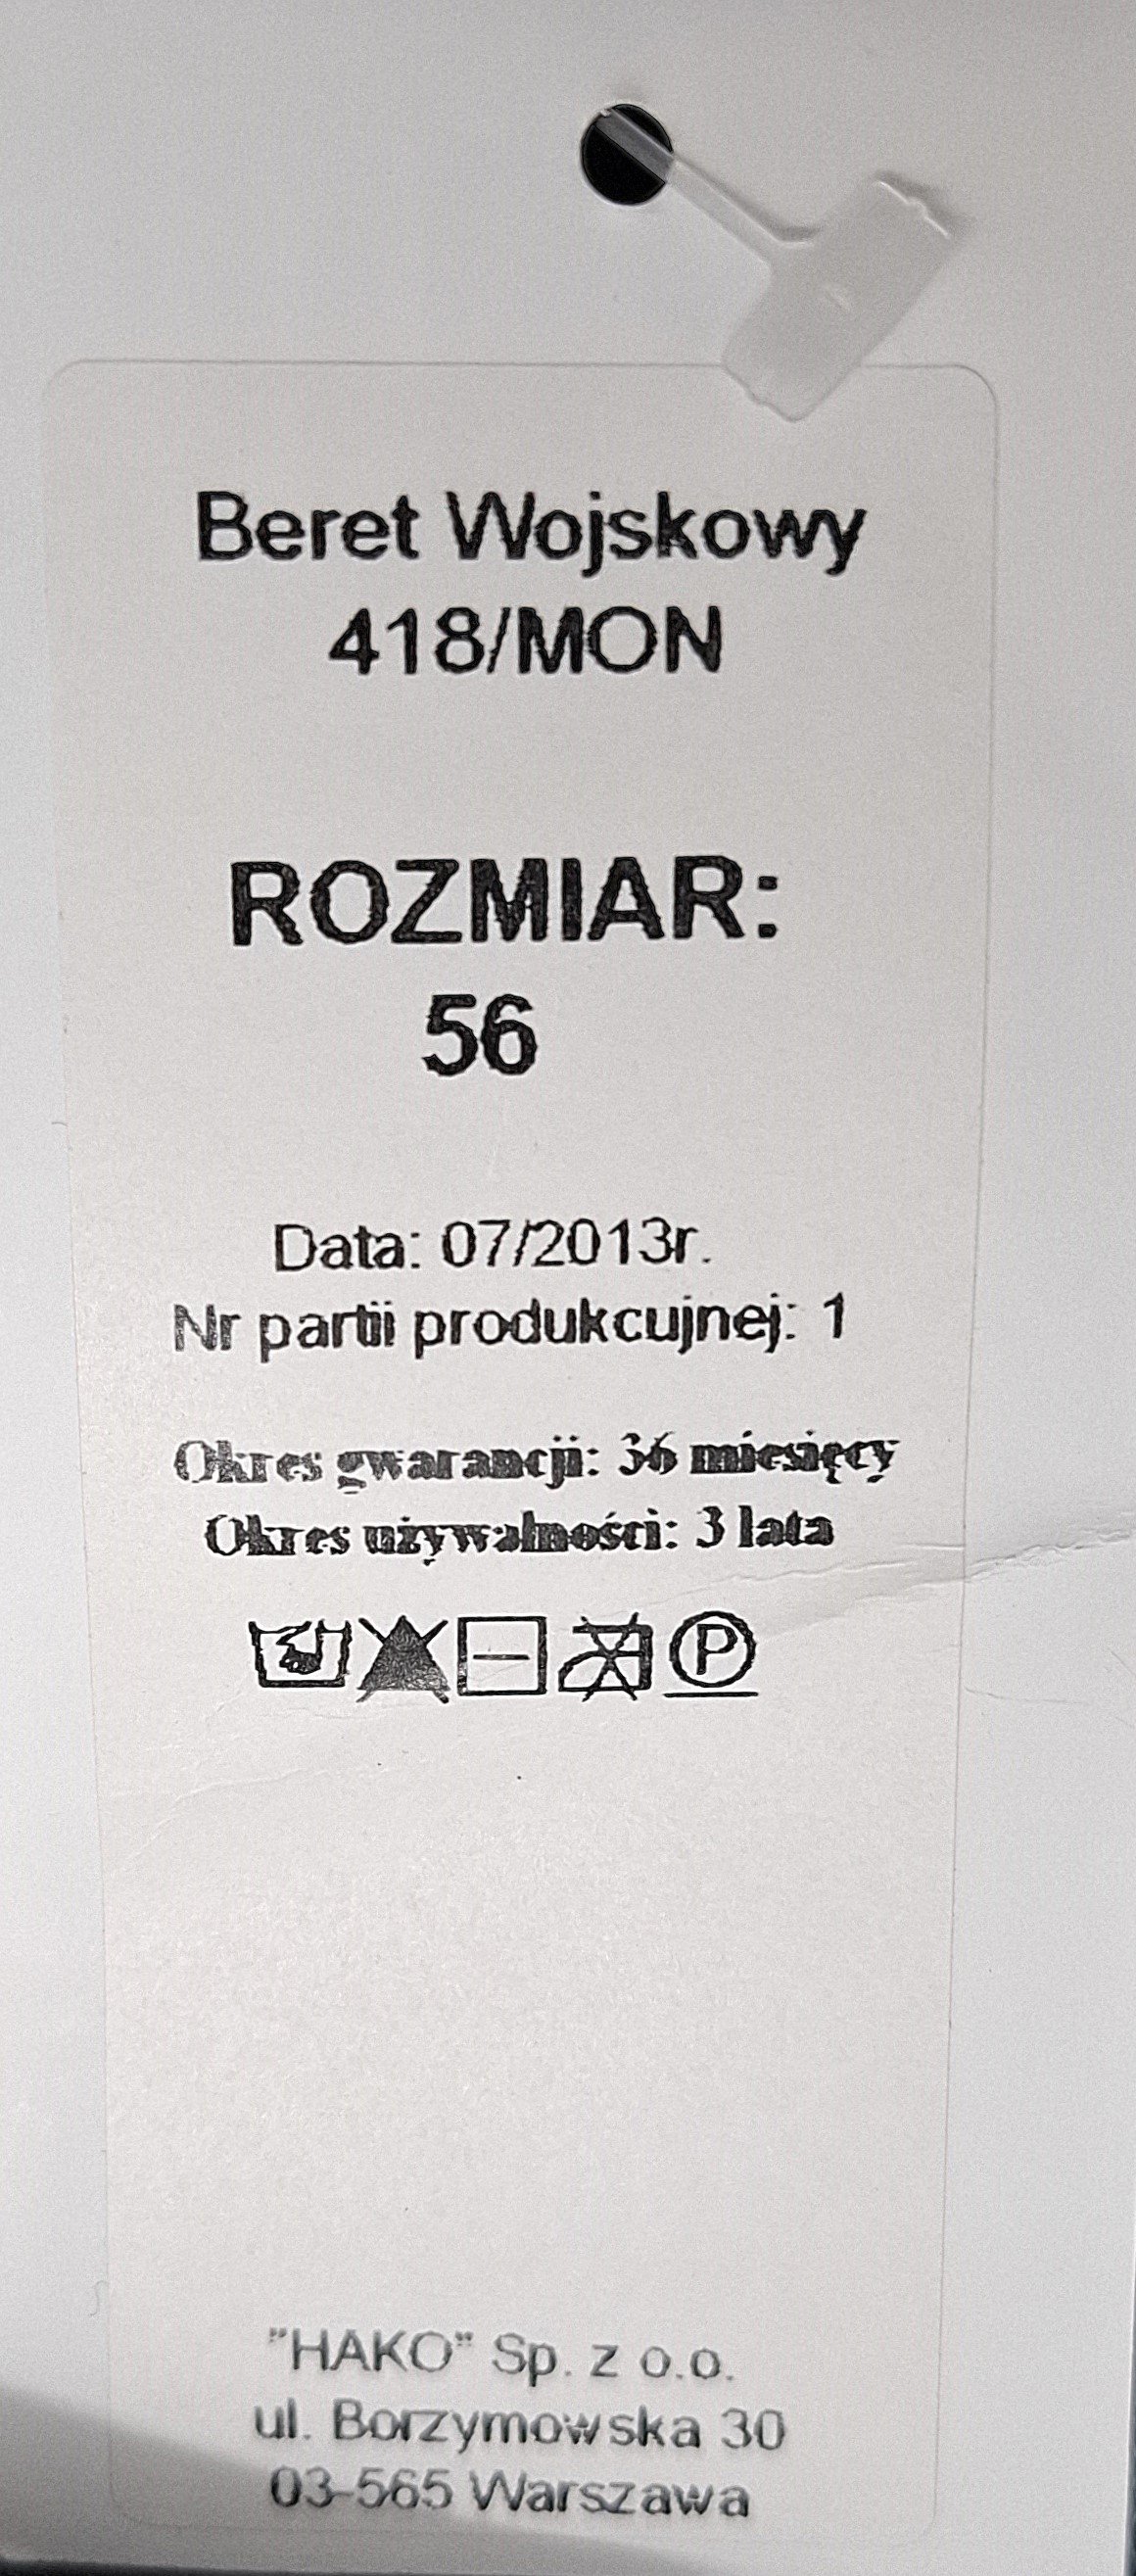 Beret Wojskowy
418/MON
ROZMIAR:
56
Data: 07/2013r.
Nr partii produkcujnej: 1
Okres gwarancji: 36 miesięcy
Okres używalności: 3 lata
P
"HAKO" Sp. z o.o.
ul. Borzymowska 30
03-565 Warszawa